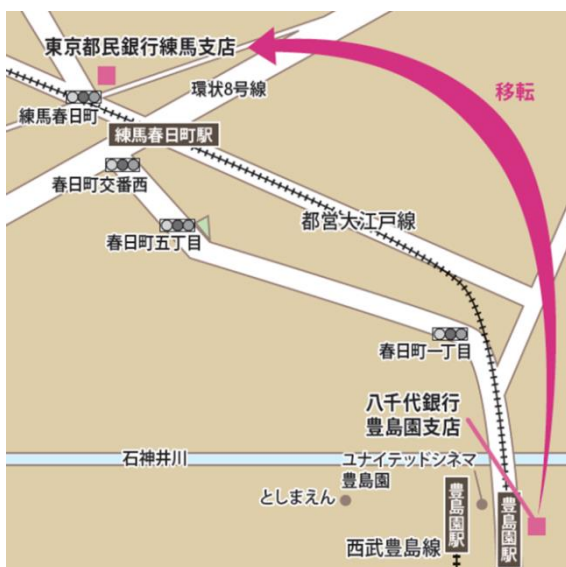 東京都民銀行練馬支店
移転
環状8号線
練馬春日町
練馬春日町駅
春日町交番西
都営大江戸線
春日町五丁目
春日町一丁目
八千代銀行
豊島園支店
石神井川
ユナイテッドシネマ
豊島園
としまえん
豊島園駅
豊島園駅
西武豊島線